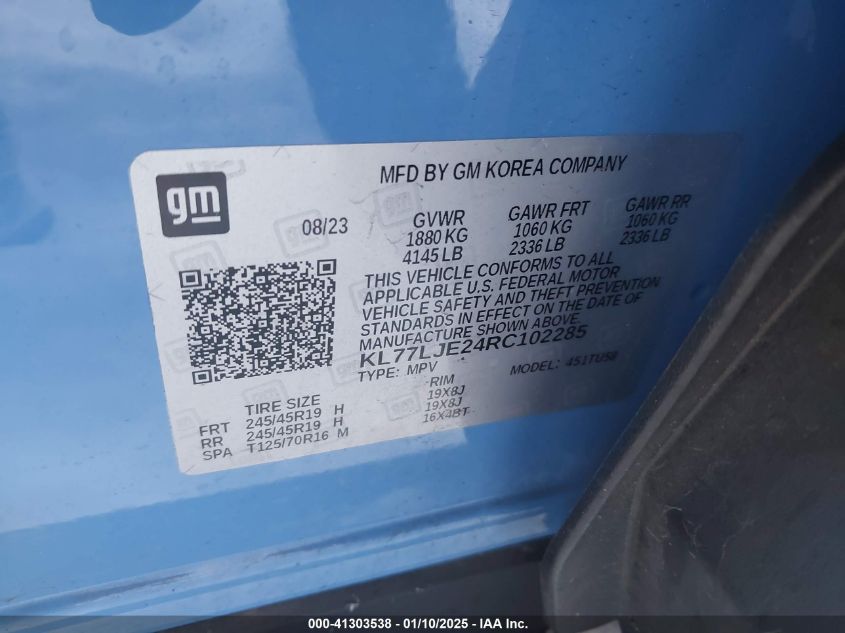 MFD BY GM KOREA COMPANY
gm
08/23
GVWR
1880 KG
4145 LB
GAWR FRT
1060 KG
2336 LB
GAWR RR
1060 KG
2336 LB
THIS VEHICLE CONFORMS TO ALL
APPLICABLE U.S. FEDERAL MOTOR
VEHICLE SAFETY AND THEFT PREVENTION
STANDARDS IN EFFECT ON THE DATE OF
MANUFACTURE SHOWN ABOVE.
KL77LJE24RC102285
TYPE: MPV MODEL: 451TU58
TIRE SIZE RIM
FRT 245/45R19 H 19X8J
RR 245/45R19 H 19X8J
SPA T125/70R16 M 16X4BT
000-41303538 - 01/10/2025 - IAA Inc.